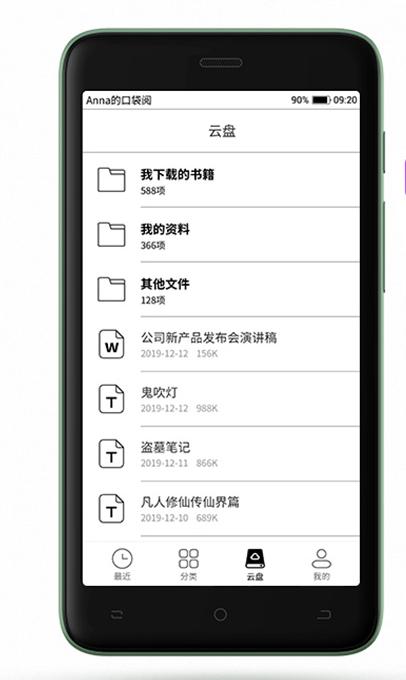 Anna的口袋阅 90% 09:20
云盘
我下载的书籍
588项
我的资料
366项
其他文件
128项
W
公司新产品发布会演讲稿
2019-12-12 156K
T
鬼吹灯
2019-12-12 988K
T
盗墓笔记
2019-12-11 866K
T
凡人修仙传仙界篇
2019-12-10 689K
最近 分类 云盘 我的